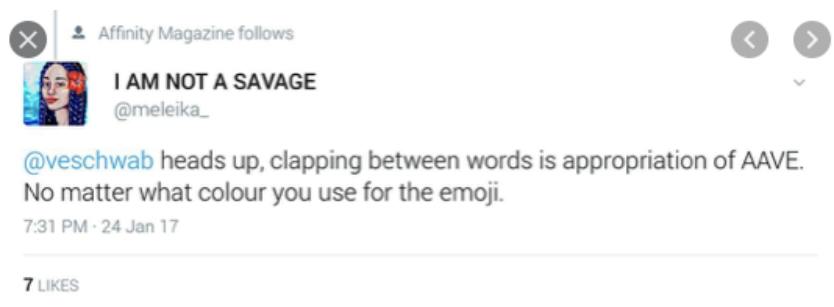 Affinity Magazine follows
I AM NOT A SAVAGE
@meleika_
@veschwab heads up, clapping between words is appropriation of AAVE.
No matter what colour you use for the emoji.
7:31 PM · 24 Jan 17
7 LIKES